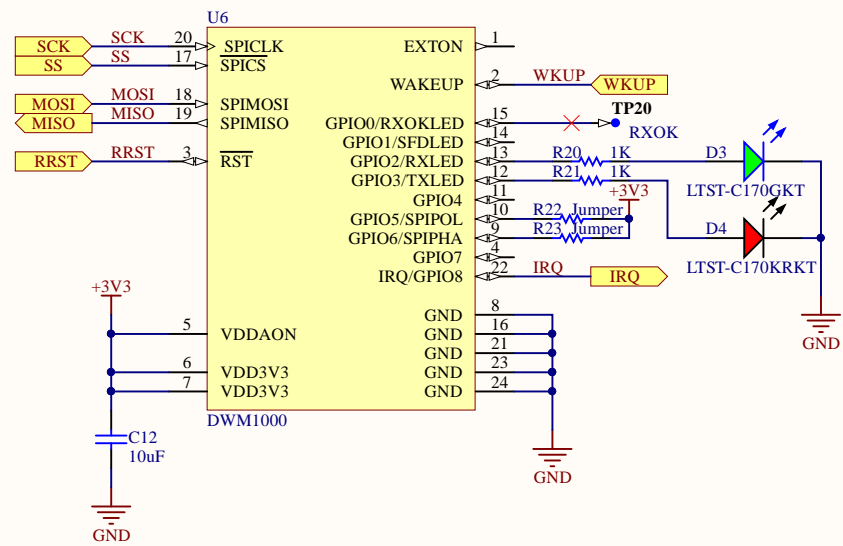 U6
SCK SCK 20 SPICLK EXTON 1
SS SS 17 SPICS
WAKEUP 2 WKUP WKUP
MOSI MOSI 18 SPIMOSI
TP20
MISO MISO 19 SPIMISO GPIO0/RXOKLED 15 RXOK
GPIO1/SFDLED 14
RRST RRST 3 RST GPIO2/RXLED 13 R20 1K D3
GPIO3/TXLED 12 R21 1K LTST-C170GKT
GPIO4 11 +3V3
GPIO5/SPIPOL 10 R22 Jumper
GPIO6/SPIPHA 9 R23 Jumper D4
GPIO7 4 LTST-C170KRKT
IRQ/GPIO8 22 IRQ IRQ
+3V3
GND 8
5 VDDAON GND 16
GND 21
GND
6 VDD3V3 GND 23
7 VDD3V3 GND 24
DWM1000
C12
10uF
GND
GND